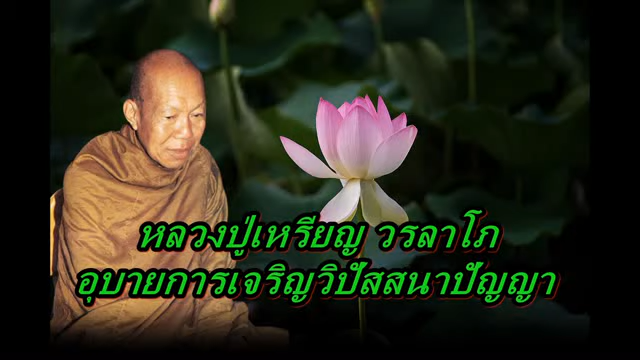 หลวงปู่เหรียญ วรลาโภ
อุบายการเจริญวิปัสสนาปัญญา